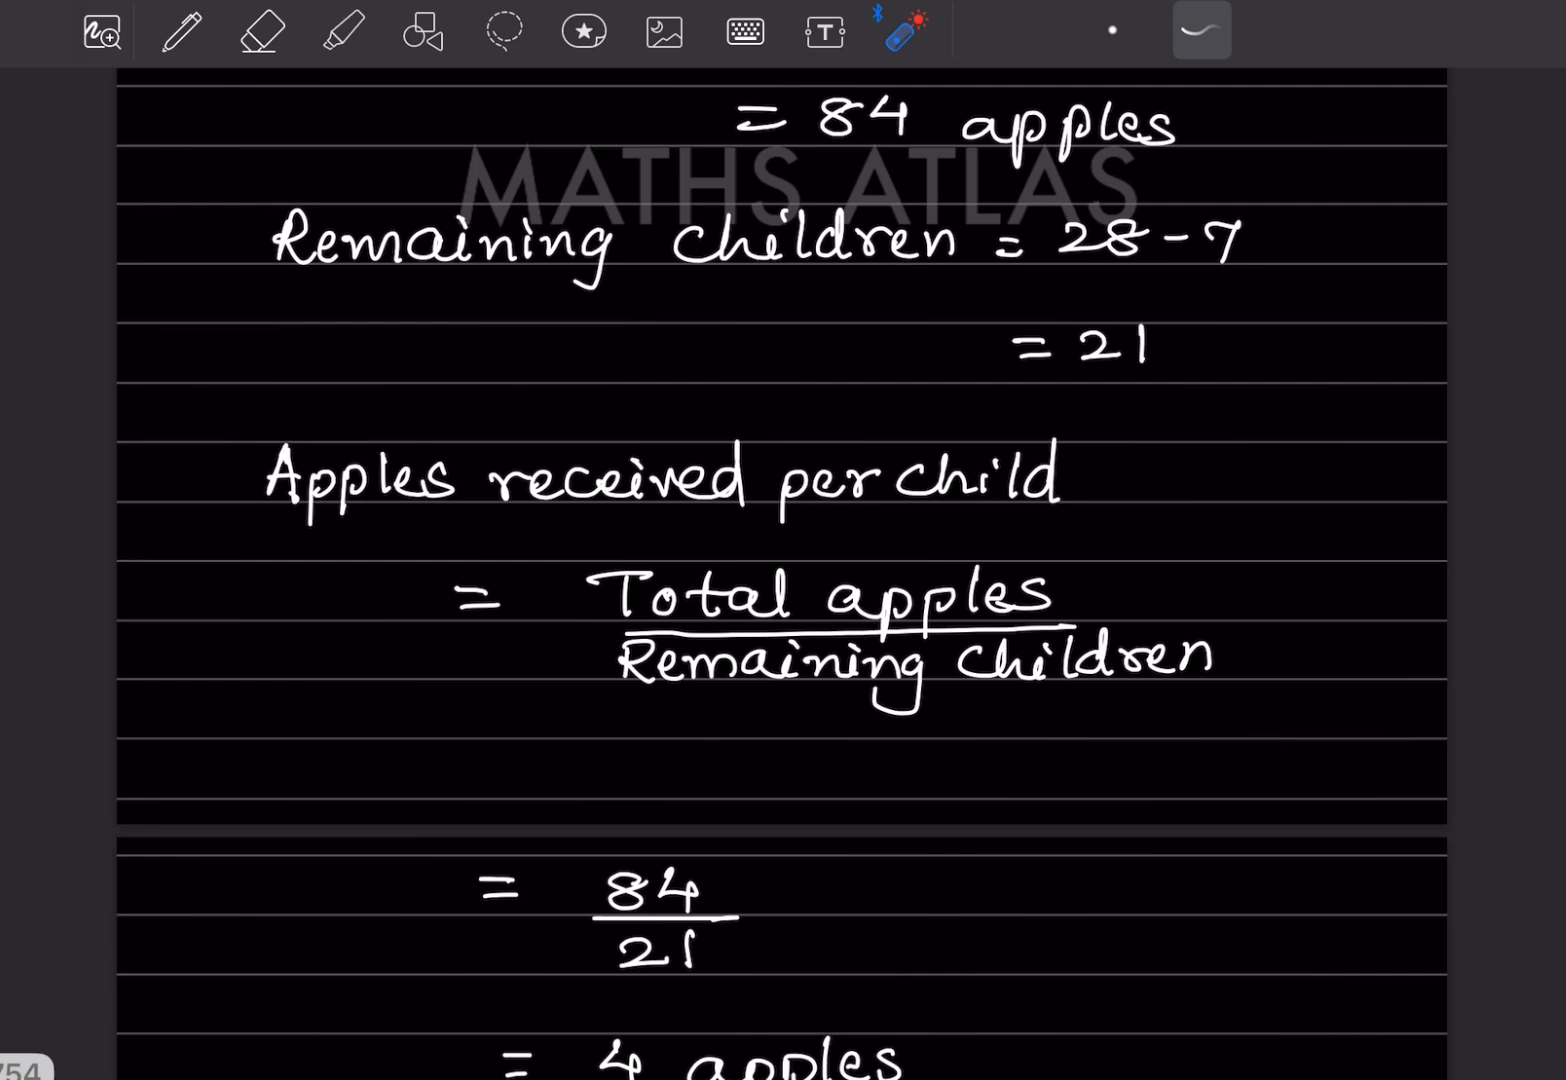 = 84 apples
MATHS ATLAS
Remaining children = 28 - 7
= 21
Apples received per child
= Total apples
Remaining children
= 84
21
= 4 apples
754